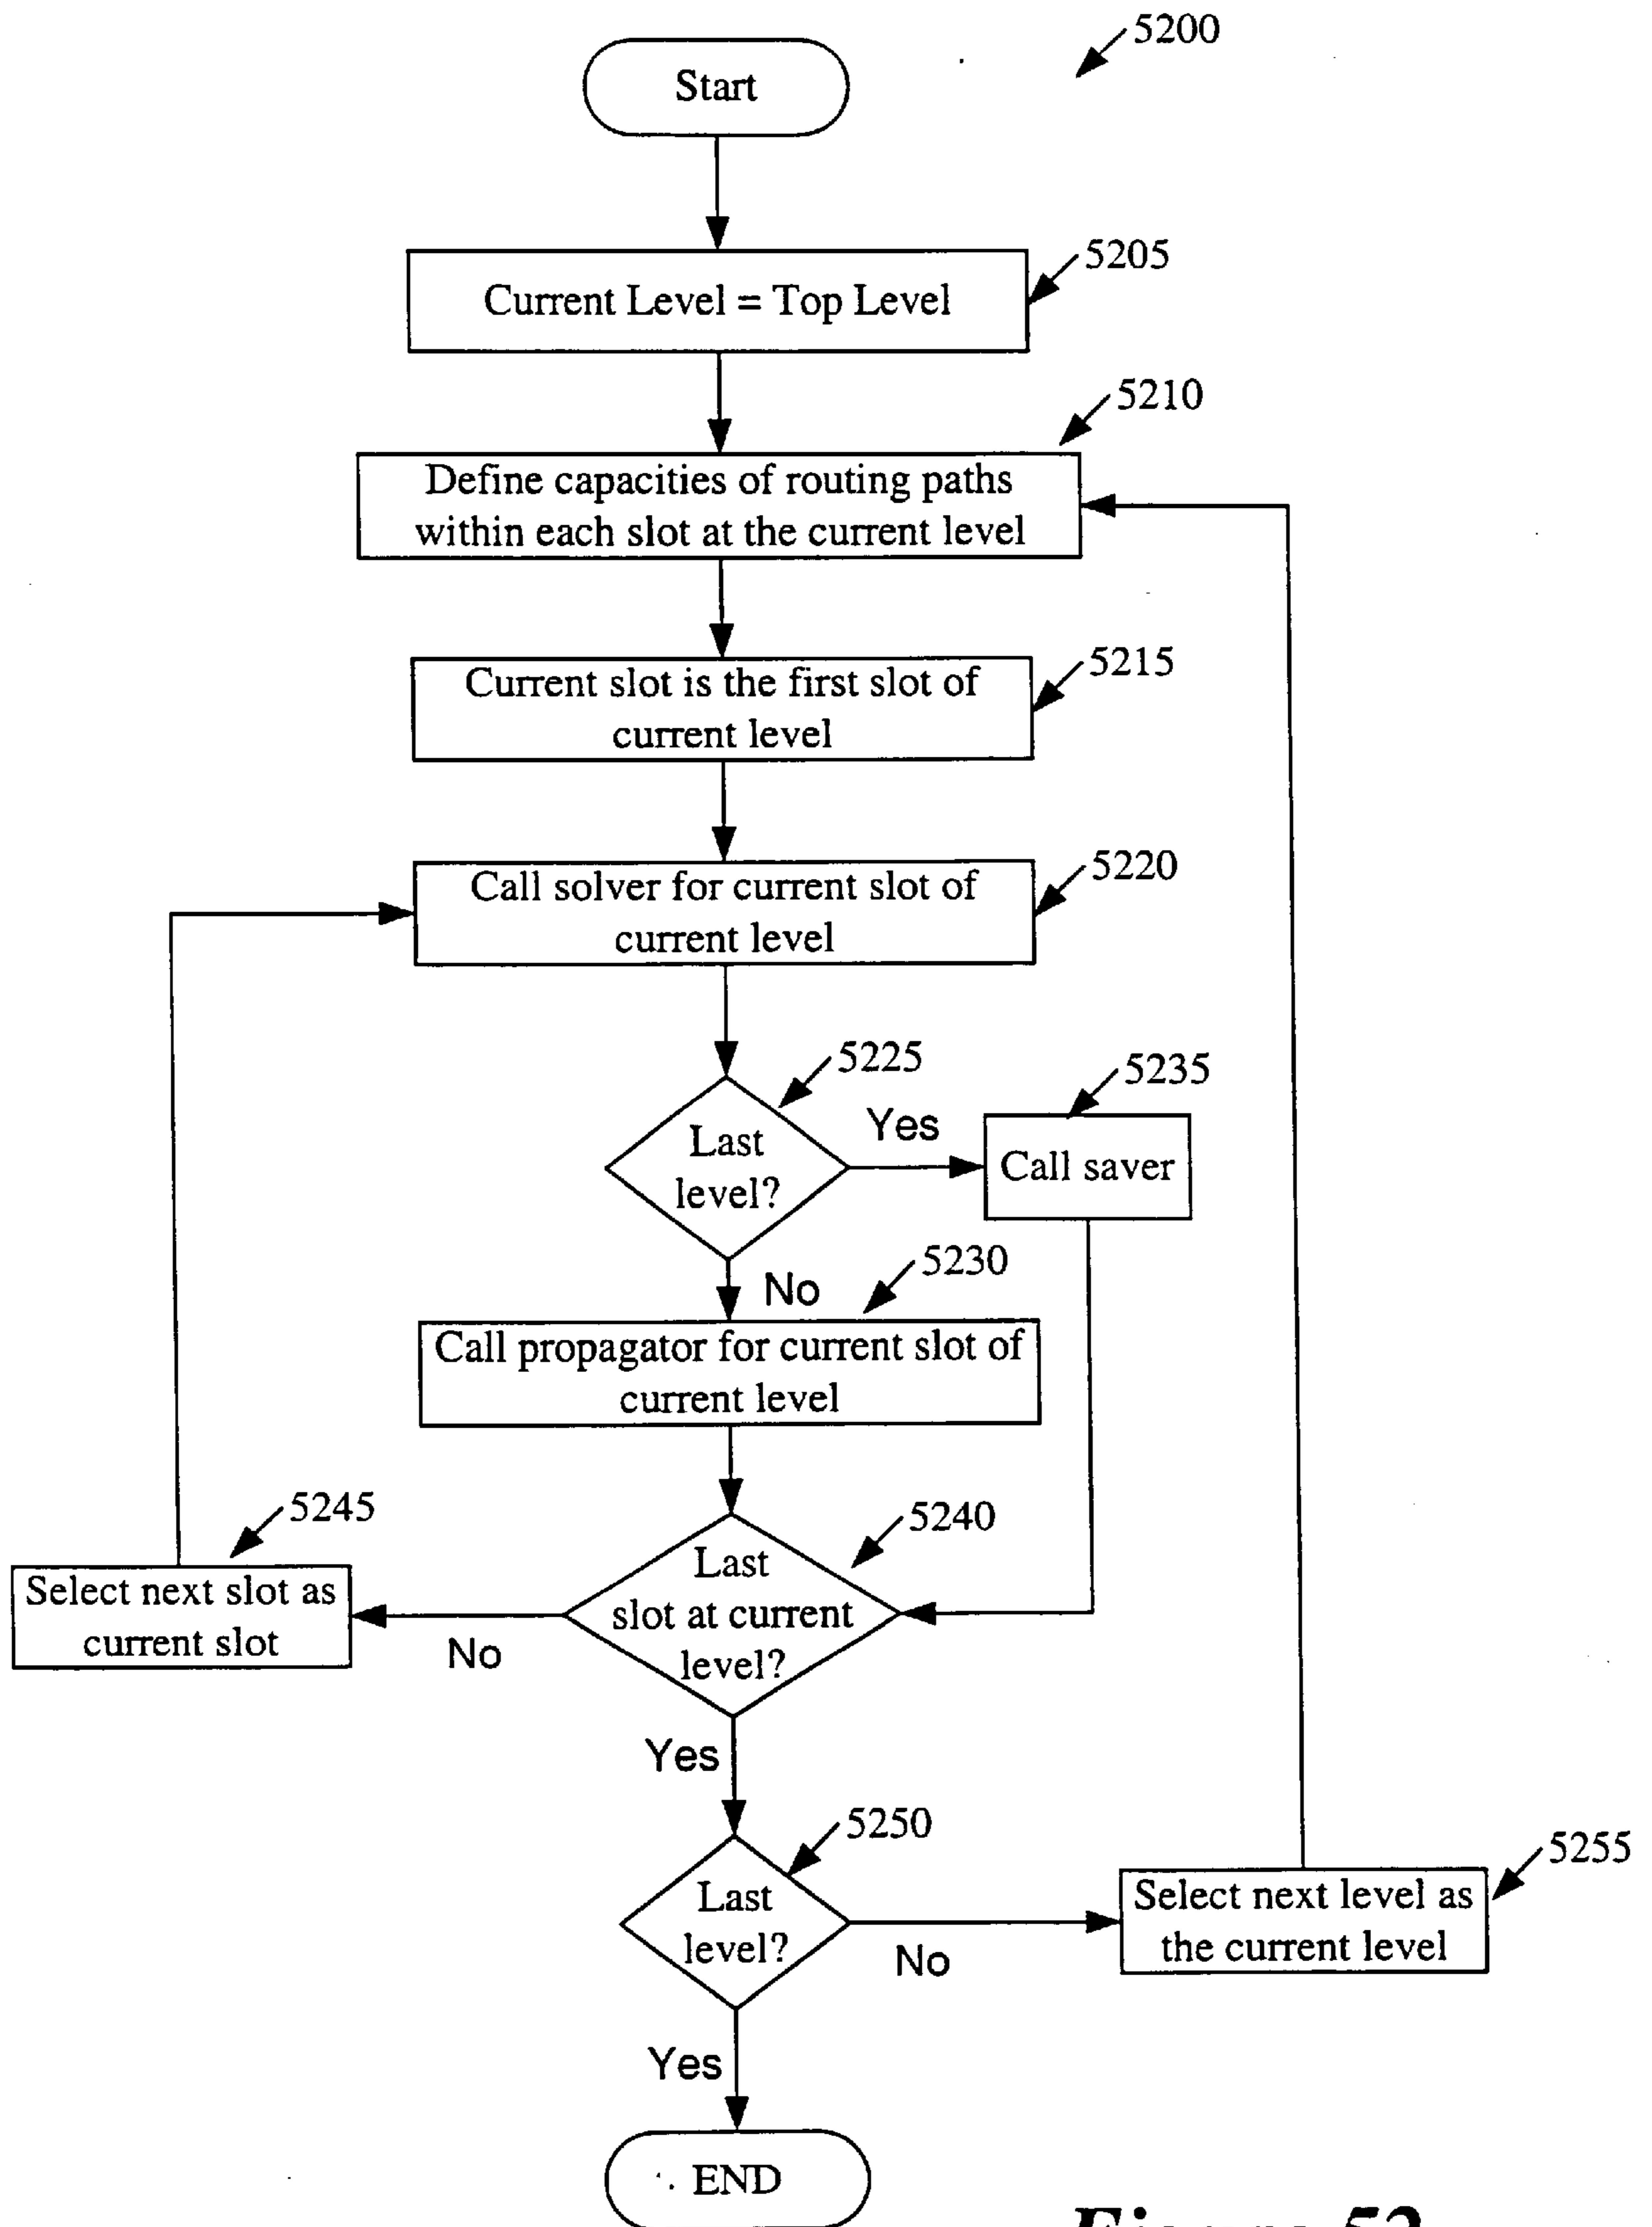 5200
Start
5205
Current Level = Top Level
5210
Define capacities of routing paths
within each slot at the current level
5215
Current slot is the first slot of
current level
5220
Call solver for current slot of
current level
5225
5235
Last
level?
Yes
Call saver
5230
No
Call propagator for current slot of
current level
5245
5240
Last
slot at current
level?
Select next slot as
current slot
No
Yes
5250
5255
Last
level?
Select next level as
the current level
No
Yes
END
Figure 52